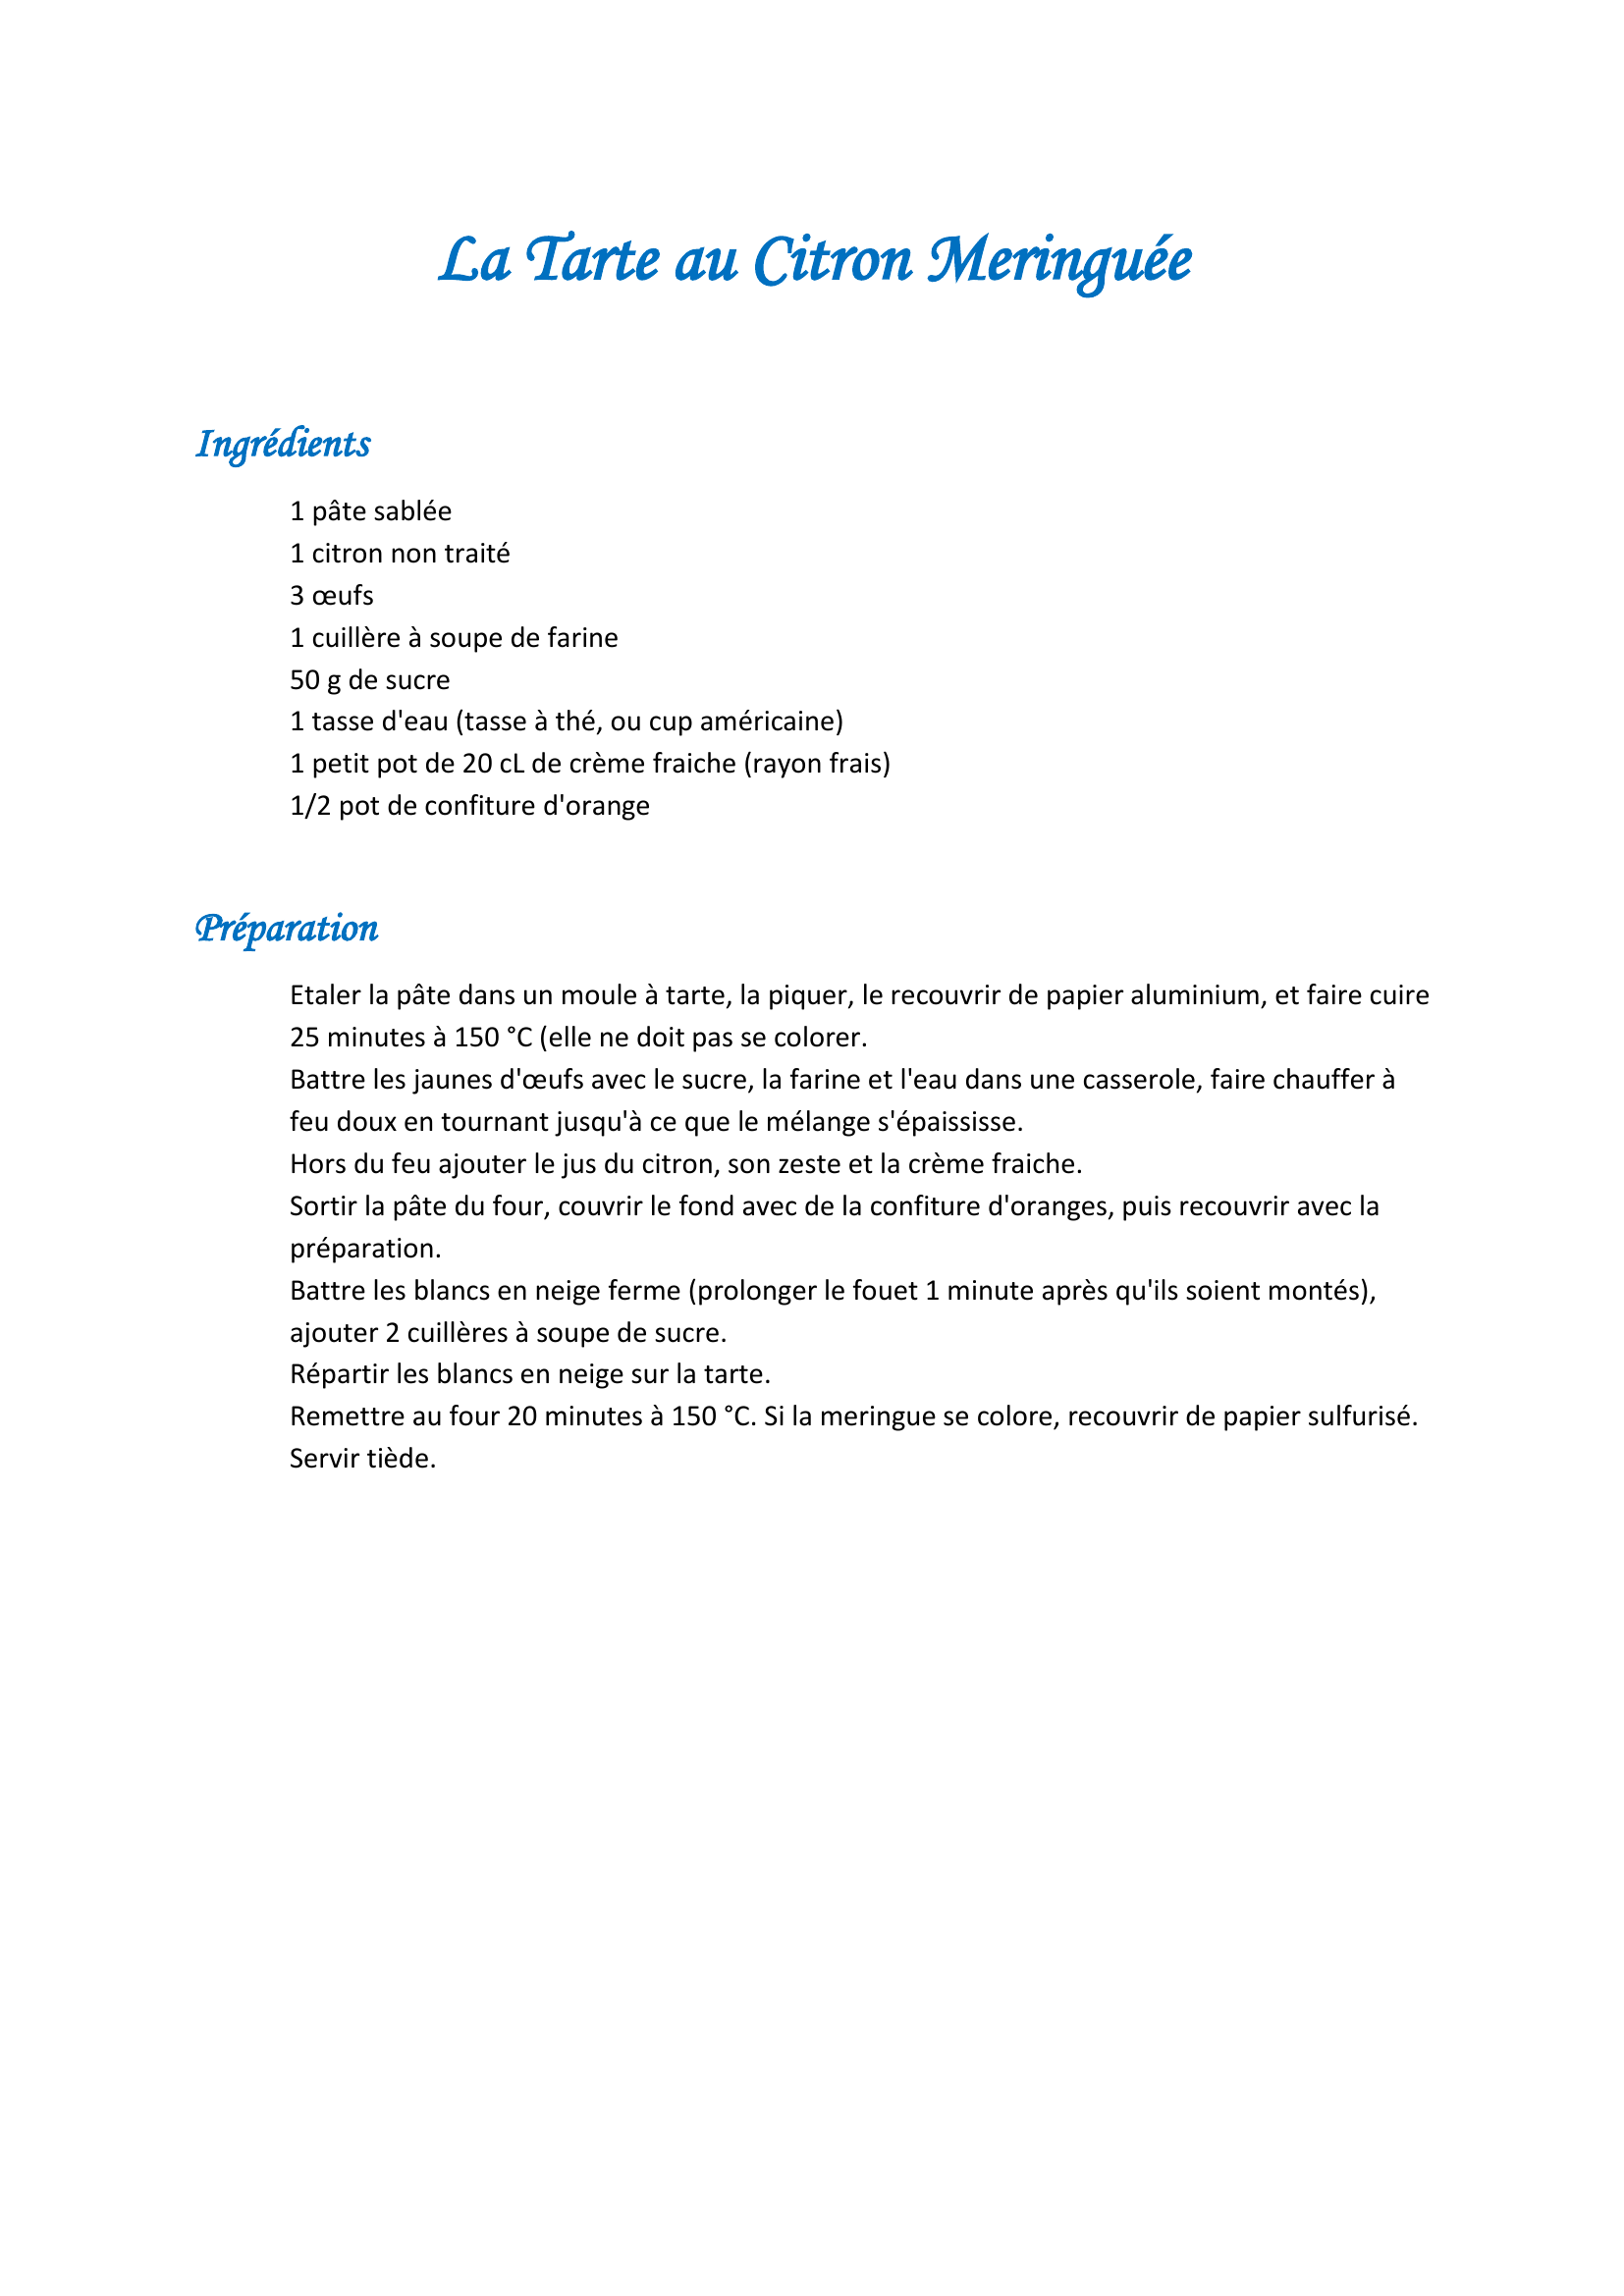 La Tarte au Citron Meringuée
Ingrédients
1 pâte sablée
1 citron non traité
3 œufs
1 cuillère à soupe de farine
50 g de sucre
1 tasse d'eau (tasse à thé, ou cup américaine)
1 petit pot de 20 cL de crème fraiche (rayon frais)
1/2 pot de confiture d'orange
Préparation
Etaler la pâte dans un moule à tarte, la piquer, le recouvrir de papier aluminium, et faire cuire
25 minutes à 150 °C (elle ne doit pas se colorer.
Battre les jaunes d'œufs avec le sucre, la farine et l'eau dans une casserole, faire chauffer à
feu doux en tournant jusqu'à ce que le mélange s'épaississe.
Hors du feu ajouter le jus du citron, son zeste et la crème fraiche.
Sortir la pâte du four, couvrir le fond avec de la confiture d'oranges, puis recouvrir avec la
préparation.
Battre les blancs en neige ferme (prolonger le fouet 1 minute après qu'ils soient montés),
ajouter 2 cuillères à soupe de sucre.
Répartir les blancs en neige sur la tarte.
Remettre au four 20 minutes à 150 °C. Si la meringue se colore, recouvrir de papier sulfurisé.
Servir tiède.